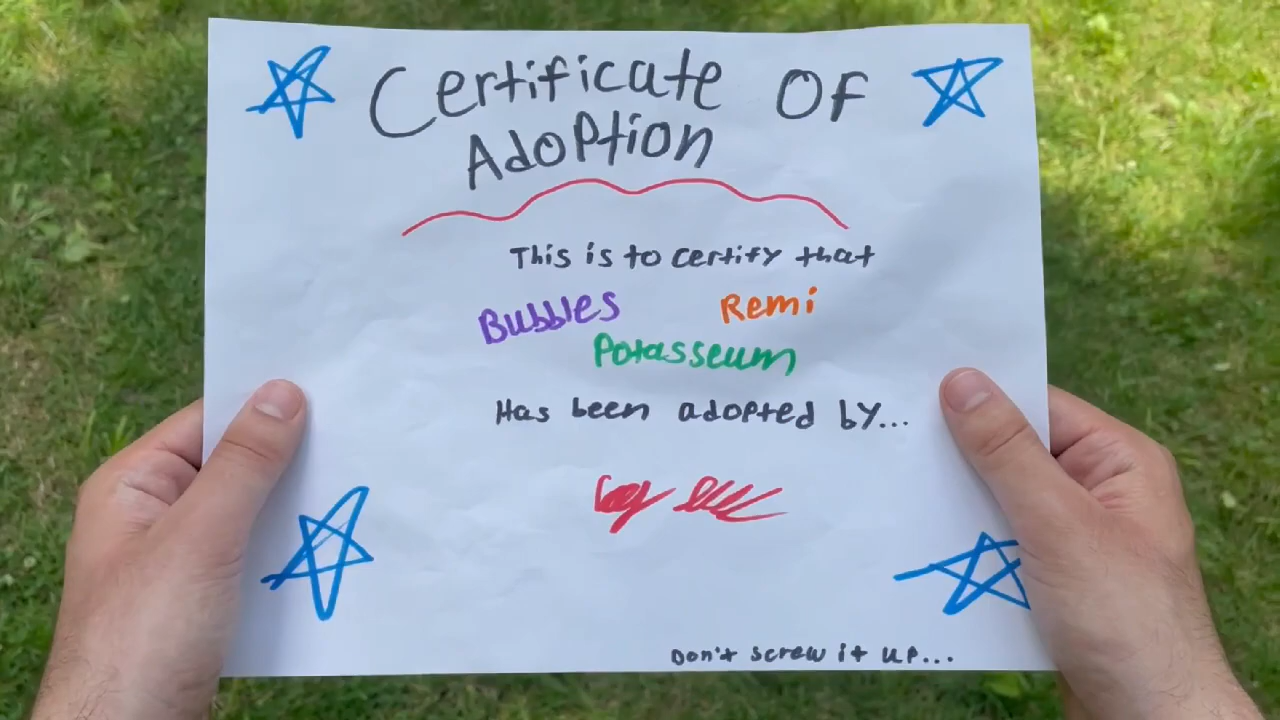 Certificate Of
Adoption
This is to certify that
Bubbles Remi
Potasseum
Has been adopted by...
Don't screw it up...